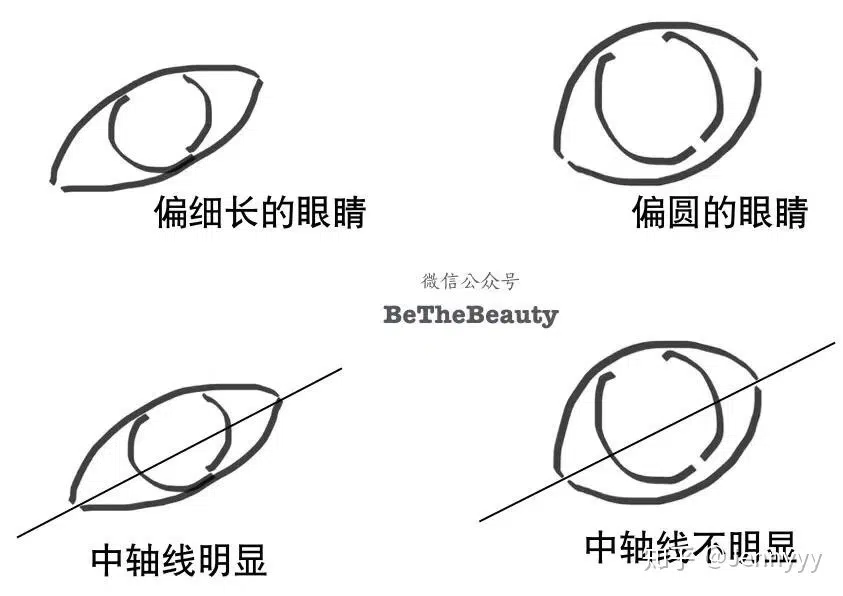 偏细长的眼睛
偏圆的眼睛
微信公众号
BeTheBeauty
中轴线明显
中轴线不明显
知乎 @Jennyyy